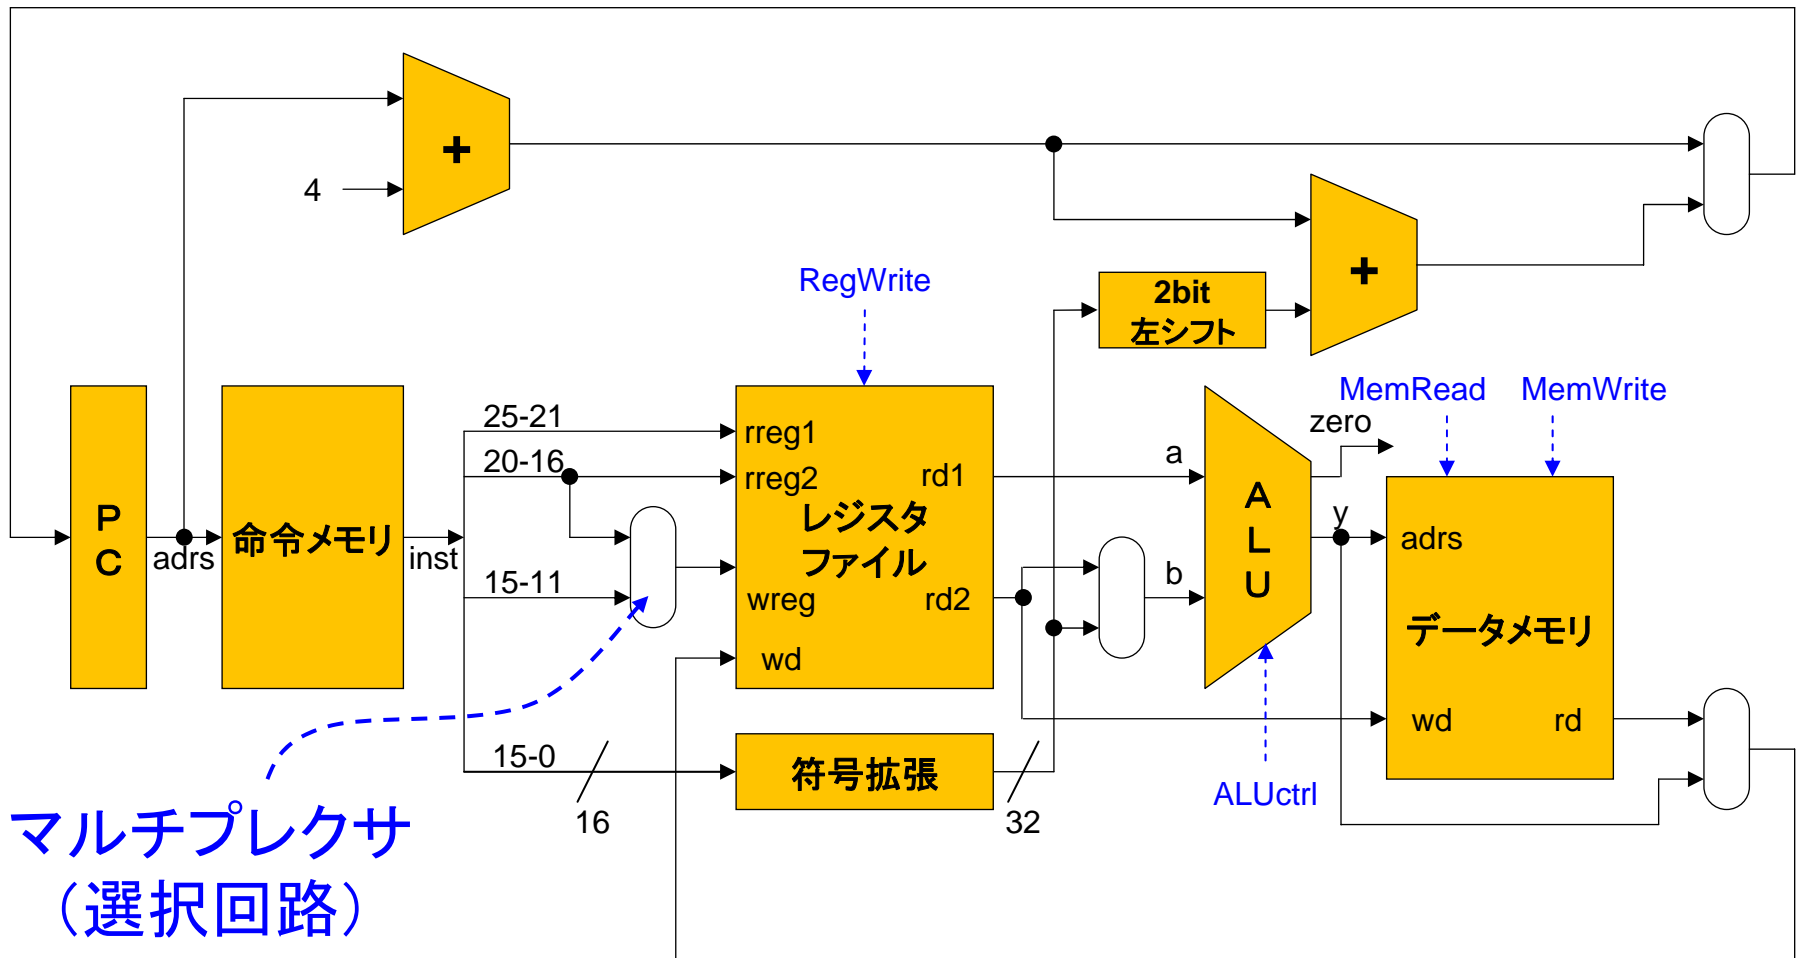 +
4
+
RegWrite
2bit
左シフト
MemRead
MemWrite
zero
25-21
20-16
15-11
15-0
rreg1
rreg2
rd1
レジスタ
ファイル
wreg
rd2
wd
P
C
adrs
命令メモリ
inst
a
b
A
L
U
y
adrs
データメモリ
wd
rd
符号拡張
16
32
ALUctrl
マルチプレクサ
（選択回路）